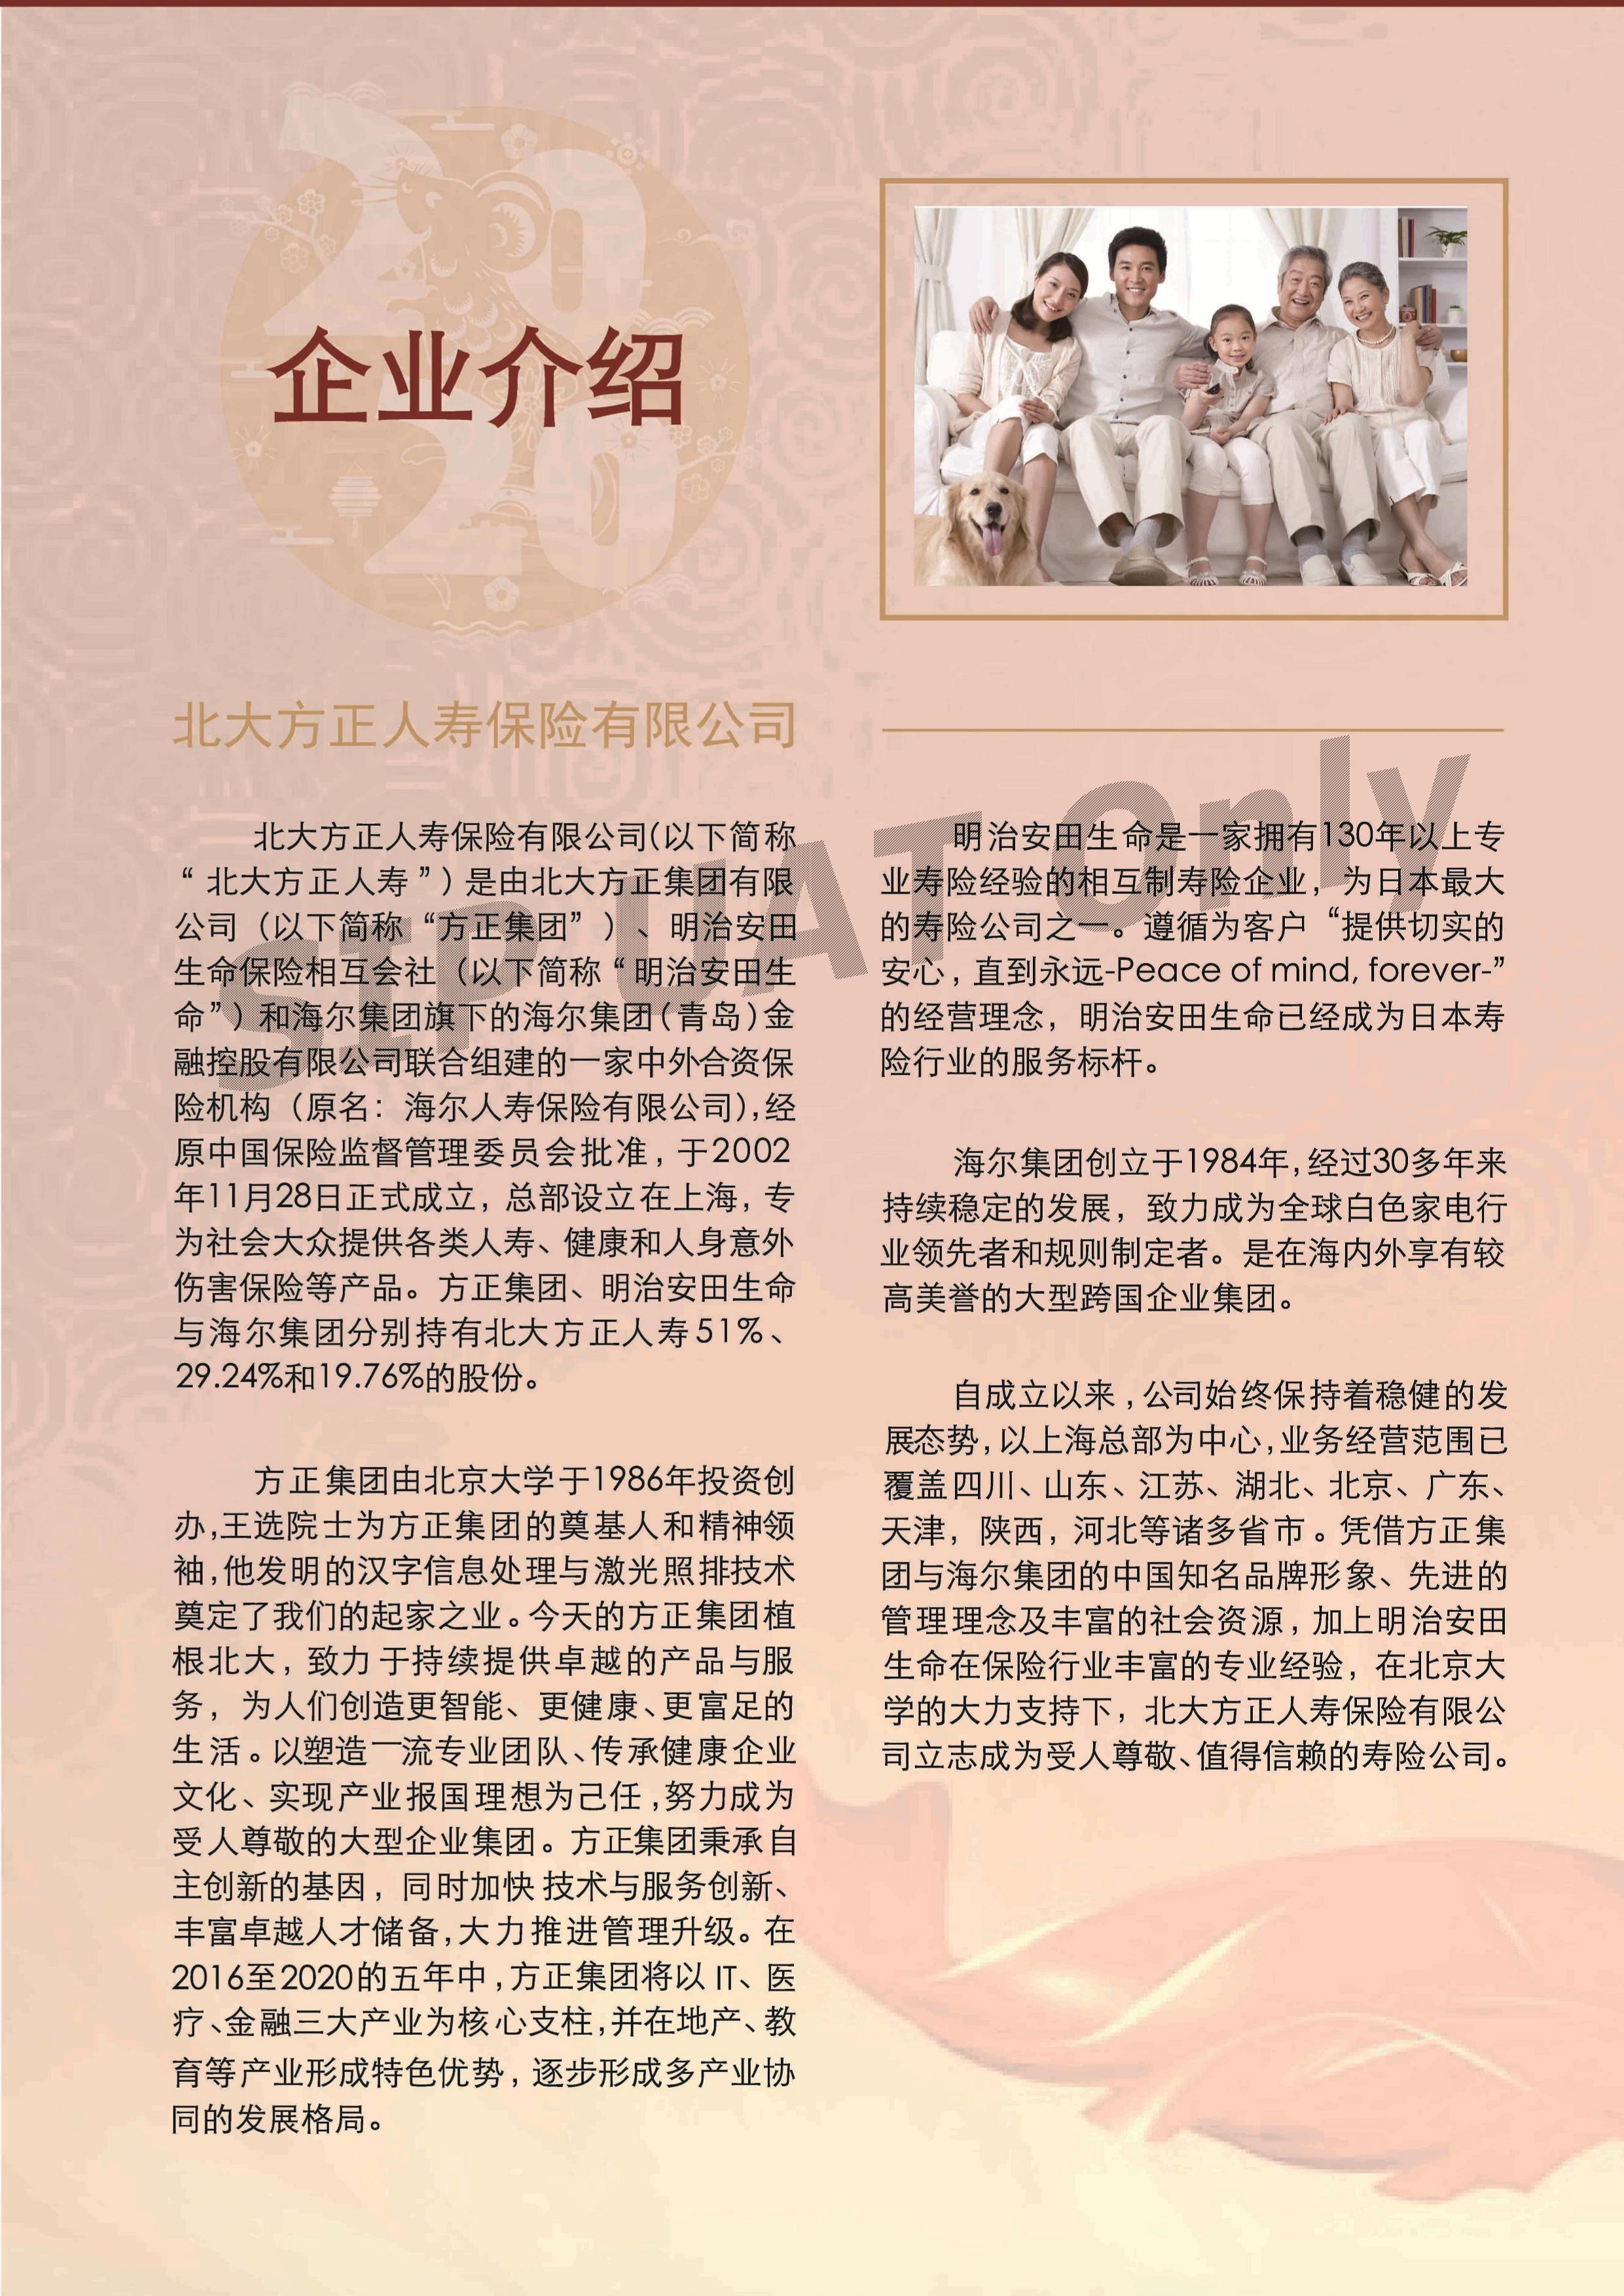 2020
企业介绍
北大方正人寿保险有限公司
北大方正人寿保险有限公司(以下简称
“北大方正人寿”)是由北大方正集团有限
公司（以下简称“方正集团”）、明治安田
生命保险相互会社（以下简称“明治安田生
命”）和海尔集团旗下的海尔集团(青岛)金
融控股有限公司联合组建的一家中外合资保
险机构（原名：海尔人寿保险有限公司),经
原中国保险监督管理委员会批准，于2002
年11月28日正式成立，总部设立在上海，专
为社会大众提供各类人寿、健康和人身意外
伤害保险等产品。方正集团、明治安田生命
与海尔集团分别持有北大方正人寿51%、
29.24%和19.76%的股份。
方正集团由北京大学于1986年投资创
办,王选院士为方正集团的奠基人和精神领
袖,他发明的汉字信息处理与激光照排技术
奠定了我们的起家之业。今天的方正集团植
根北大，致力于持续提供卓越的产品与服
务，为人们创造更智能、更健康、更富足的
生活。以塑造一流专业团队、传承健康企业
文化、实现产业报国理想为己任,努力成为
受人尊敬的大型企业集团。方正集团秉承自
主创新的基因，同时加快技术与服务创新、
丰富卓越人才储备,大力推进管理升级。在
2016至2020的五年中,方正集团将以 IT、医
疗、金融三大产业为核心支柱,并在地产、教
育等产业形成特色优势，逐步形成多产业协
同的发展格局。
明治安田生命是一家拥有130年以上专
业寿险经验的相互制寿险企业，为日本最大
的寿险公司之一。遵循为客户“提供切实的
安心，直到永远-Peace of mind, forever-”
的经营理念，明治安田生命已经成为日本寿
险行业的服务标杆。
海尔集团创立于1984年,经过30多年来
持续稳定的发展，致力成为全球白色家电行
业领先者和规则制定者。是在海内外享有较
高美誉的大型跨国企业集团。
自成立以来,公司始终保持着稳健的发
展态势,以上海总部为中心,业务经营范围已
覆盖四川、山东、江苏、湖北、北京、广东、
天津，陕西，河北等诸多省市。凭借方正集
团与海尔集团的中国知名品牌形象、先进的
管理理念及丰富的社会资源，加上明治安田
生命在保险行业丰富的专业经验，在北京大
学的大力支持下，北大方正人寿保险有限公
司立志成为受人尊敬、值得信赖的寿险公司。
SIP UAT Only